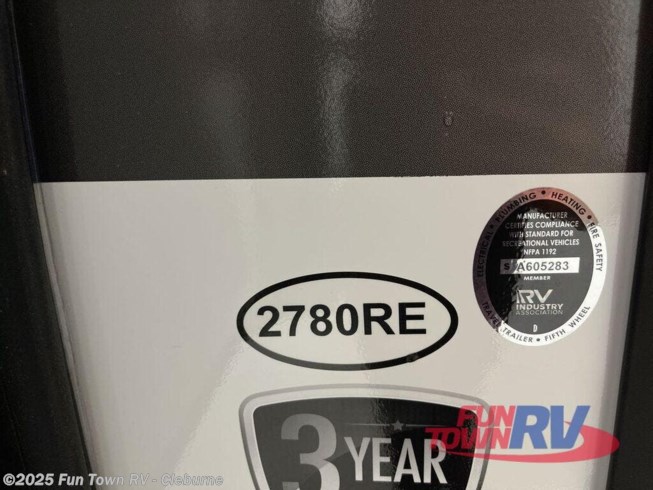 ELECTRICAL • PLUMBING • HEATING • FIRE SAFETY
MANUFACTURER
CERTIFIES COMPLIANCE
WITH STANDARD FOR
RECREATIONAL VEHICLES
NFPA 1192
A605283
MEMBER
RV
INDUSTRY
ASSOCIATION
D
TRAVEL TRAILER • FIFTH WHEEL
2780RE
3 YEAR
FUN
TOWN RV
©2025 Fun Town RV - Cleburne